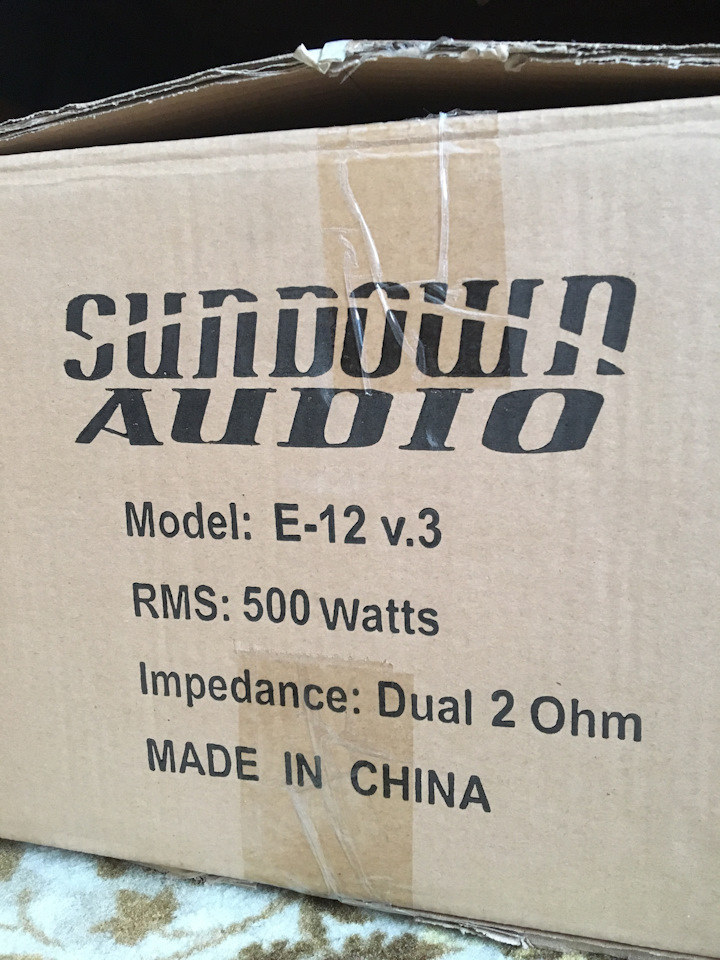 SUNDOWN
AUDIO
Model: E-12 v.3
RMS: 500 Watts
Impedance: Dual 2 Ohm
MADE IN CHINA